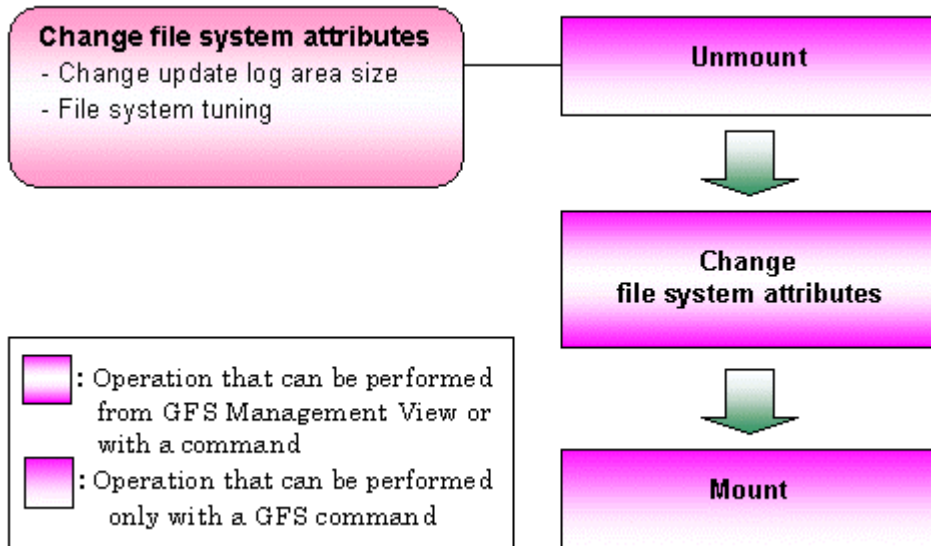 Change file system attributes
- Change update log area size
- File system tuning
Unmount
Change
file system attributes
Mount
: Operation that can be performed
from GFS Management View or
with a command
: Operation that can be performed
only with a GFS command